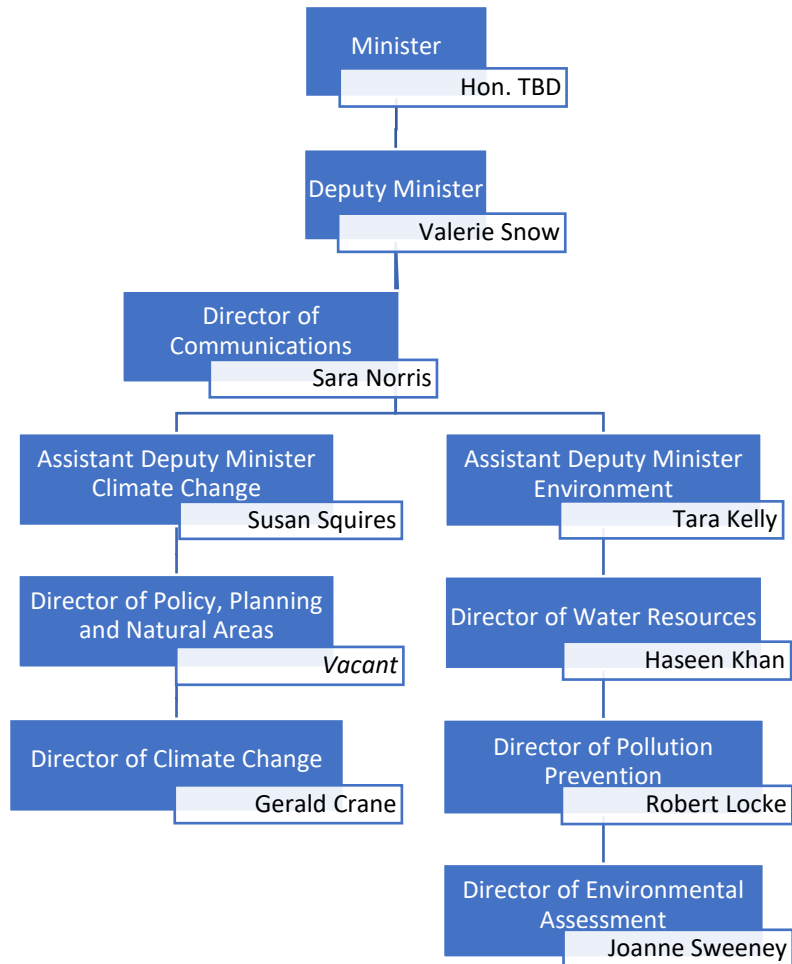 Minister
Hon. TBD
Deputy Minister
Valerie Snow
Director of
Communications
Sara Norris
Assistant Deputy Minister
Climate Change
Susan Squires
Assistant Deputy Minister
Environment
Tara Kelly
Director of Policy, Planning
and Natural Areas
Vacant
Director of Water Resources
Haseen Khan
Director of Climate Change
Gerald Crane
Director of Pollution
Prevention
Robert Locke
Director of Environmental
Assessment
Joanne Sweeney